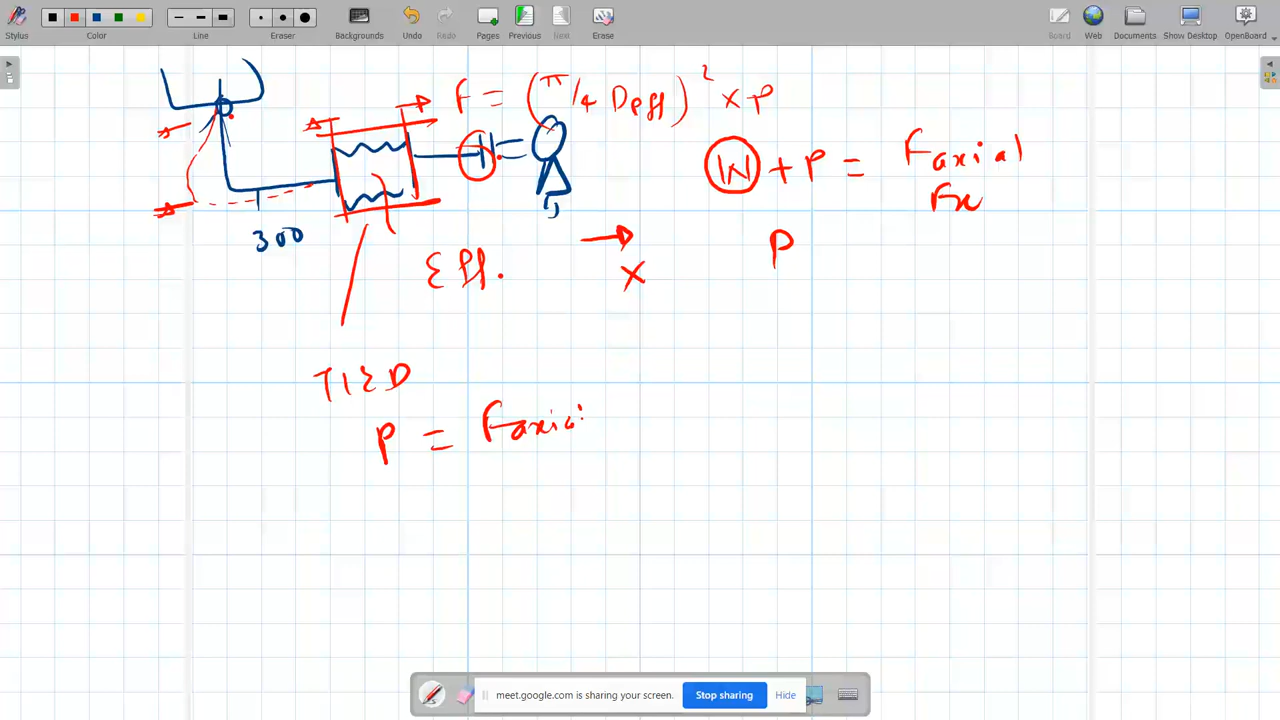 Stylus
Color
Line
Eraser
Backgrounds
Undo
Redo
Pages
Previous
Next
Erase
Board
Web
Documents
Show Desktop
OpenBoard
F = (π/4 Deff)² × P
W + P = Faxial
Fx
P
300
Eff.
X
TIED
P = Faxi
meet.google.com is sharing your screen.
Stop sharing
Hide